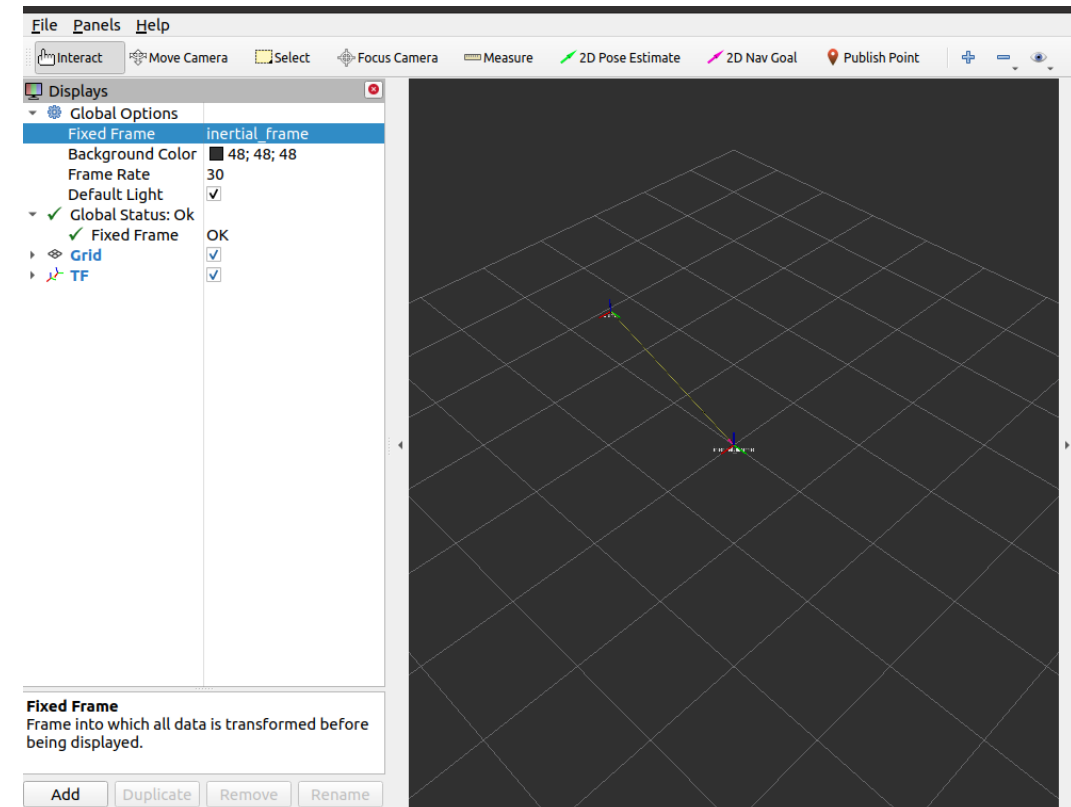 File Panels Help
Interact Move Camera Select Focus Camera Measure 2D Pose Estimate 2D Nav Goal Publish Point
Displays
Global Options
Fixed Frame inertial_frame
Background Color 48; 48; 48
Frame Rate 30
Default Light
Global Status: Ok
Fixed Frame OK
Grid
TF
Fixed Frame
Frame into which all data is transformed before
being displayed.
Add Duplicate Remove Rename